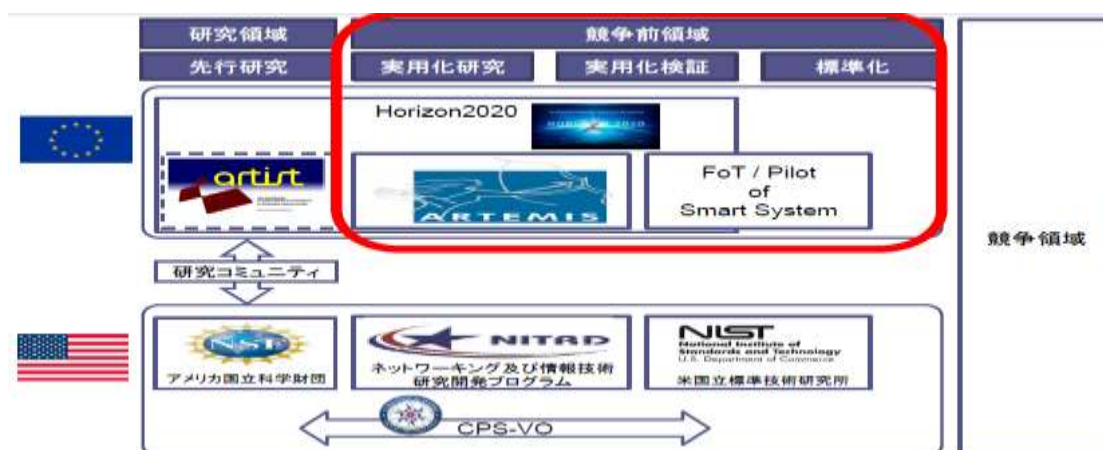 研究領域
競争前領域
先行研究
実用化研究
実用化検証
標準化
Horizon2020
HORIZON 2020
artist
ARTEMIS
FoT / Pilot
of
Smart System
競争領域
研究コミュニティ
NSF
アメリカ国立科学財団
NITRD
ネットワーキング及び情報技術
研究開発プログラム
NIST
National Institute of
Standards and Technology
U.S. Department of Commerce
米国立標準技術研究所
CPS-VO